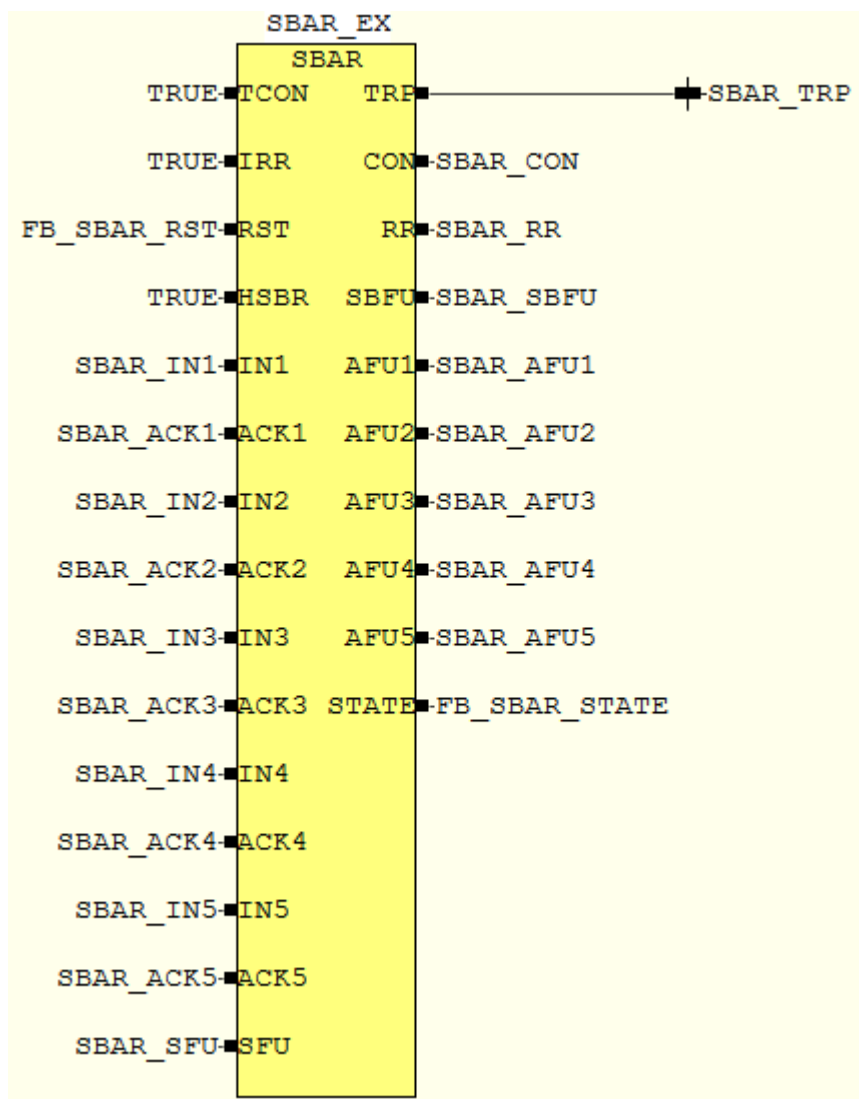 SBAR_EX
SBAR
TRUE TCON TRP SBAR_TRP
TRUE IRR CON SBAR_CON
FB_SBAR_RST RST RR SBAR_RR
TRUE HSBR SBFU SBAR_SBFU
SBAR_IN1 IN1 AFU1 SBAR_AFU1
SBAR_ACK1 ACK1 AFU2 SBAR_AFU2
SBAR_IN2 IN2 AFU3 SBAR_AFU3
SBAR_ACK2 ACK2 AFU4 SBAR_AFU4
SBAR_IN3 IN3 AFU5 SBAR_AFU5
SBAR_ACK3 ACK3 STATE FB_SBAR_STATE
SBAR_IN4 IN4
SBAR_ACK4 ACK4
SBAR_IN5 IN5
SBAR_ACK5 ACK5
SBAR_SFU SFU